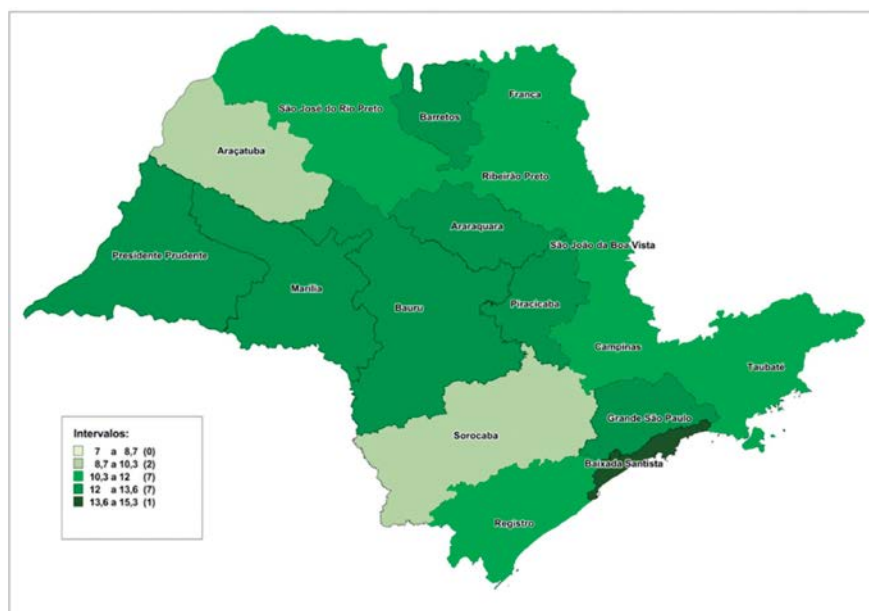 Franca
São José do Rio Preto
Barretos
Araçatuba
Ribeirão Preto
Araraquara
São João da Boa Vista
Presidente Prudente
Marília
Bauru
Piracicaba
Campinas
Taubaté
Grande São Paulo
Sorocaba
Baixada Santista
Registro
Intervalos:
7 a 8,7 (0)
8,7 a 10,3 (2)
10,3 a 12 (7)
12 a 13,6 (7)
13,6 a 15,3 (1)